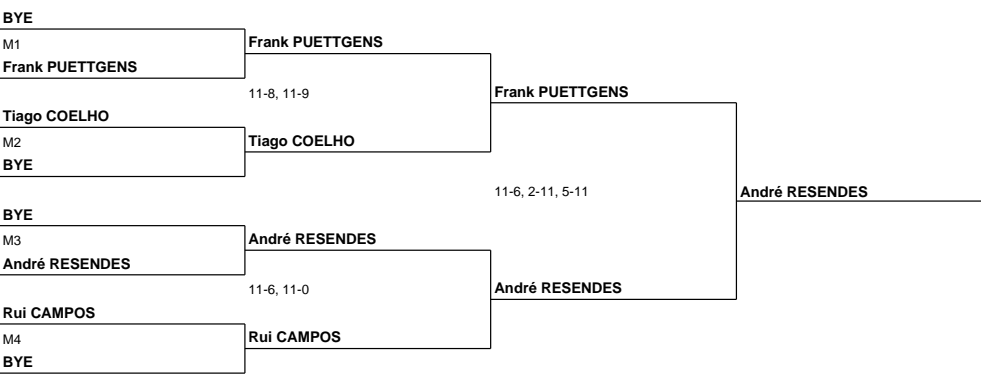 BYE
M1
Frank PUETTGENS
Frank PUETTGENS
11-8, 11-9
Tiago COELHO
M2
BYE
Tiago COELHO
Frank PUETTGENS
11-6, 2-11, 5-11
André RESENDES
BYE
M3
André RESENDES
André RESENDES
11-6, 11-0
Rui CAMPOS
M4
BYE
Rui CAMPOS
André RESENDES